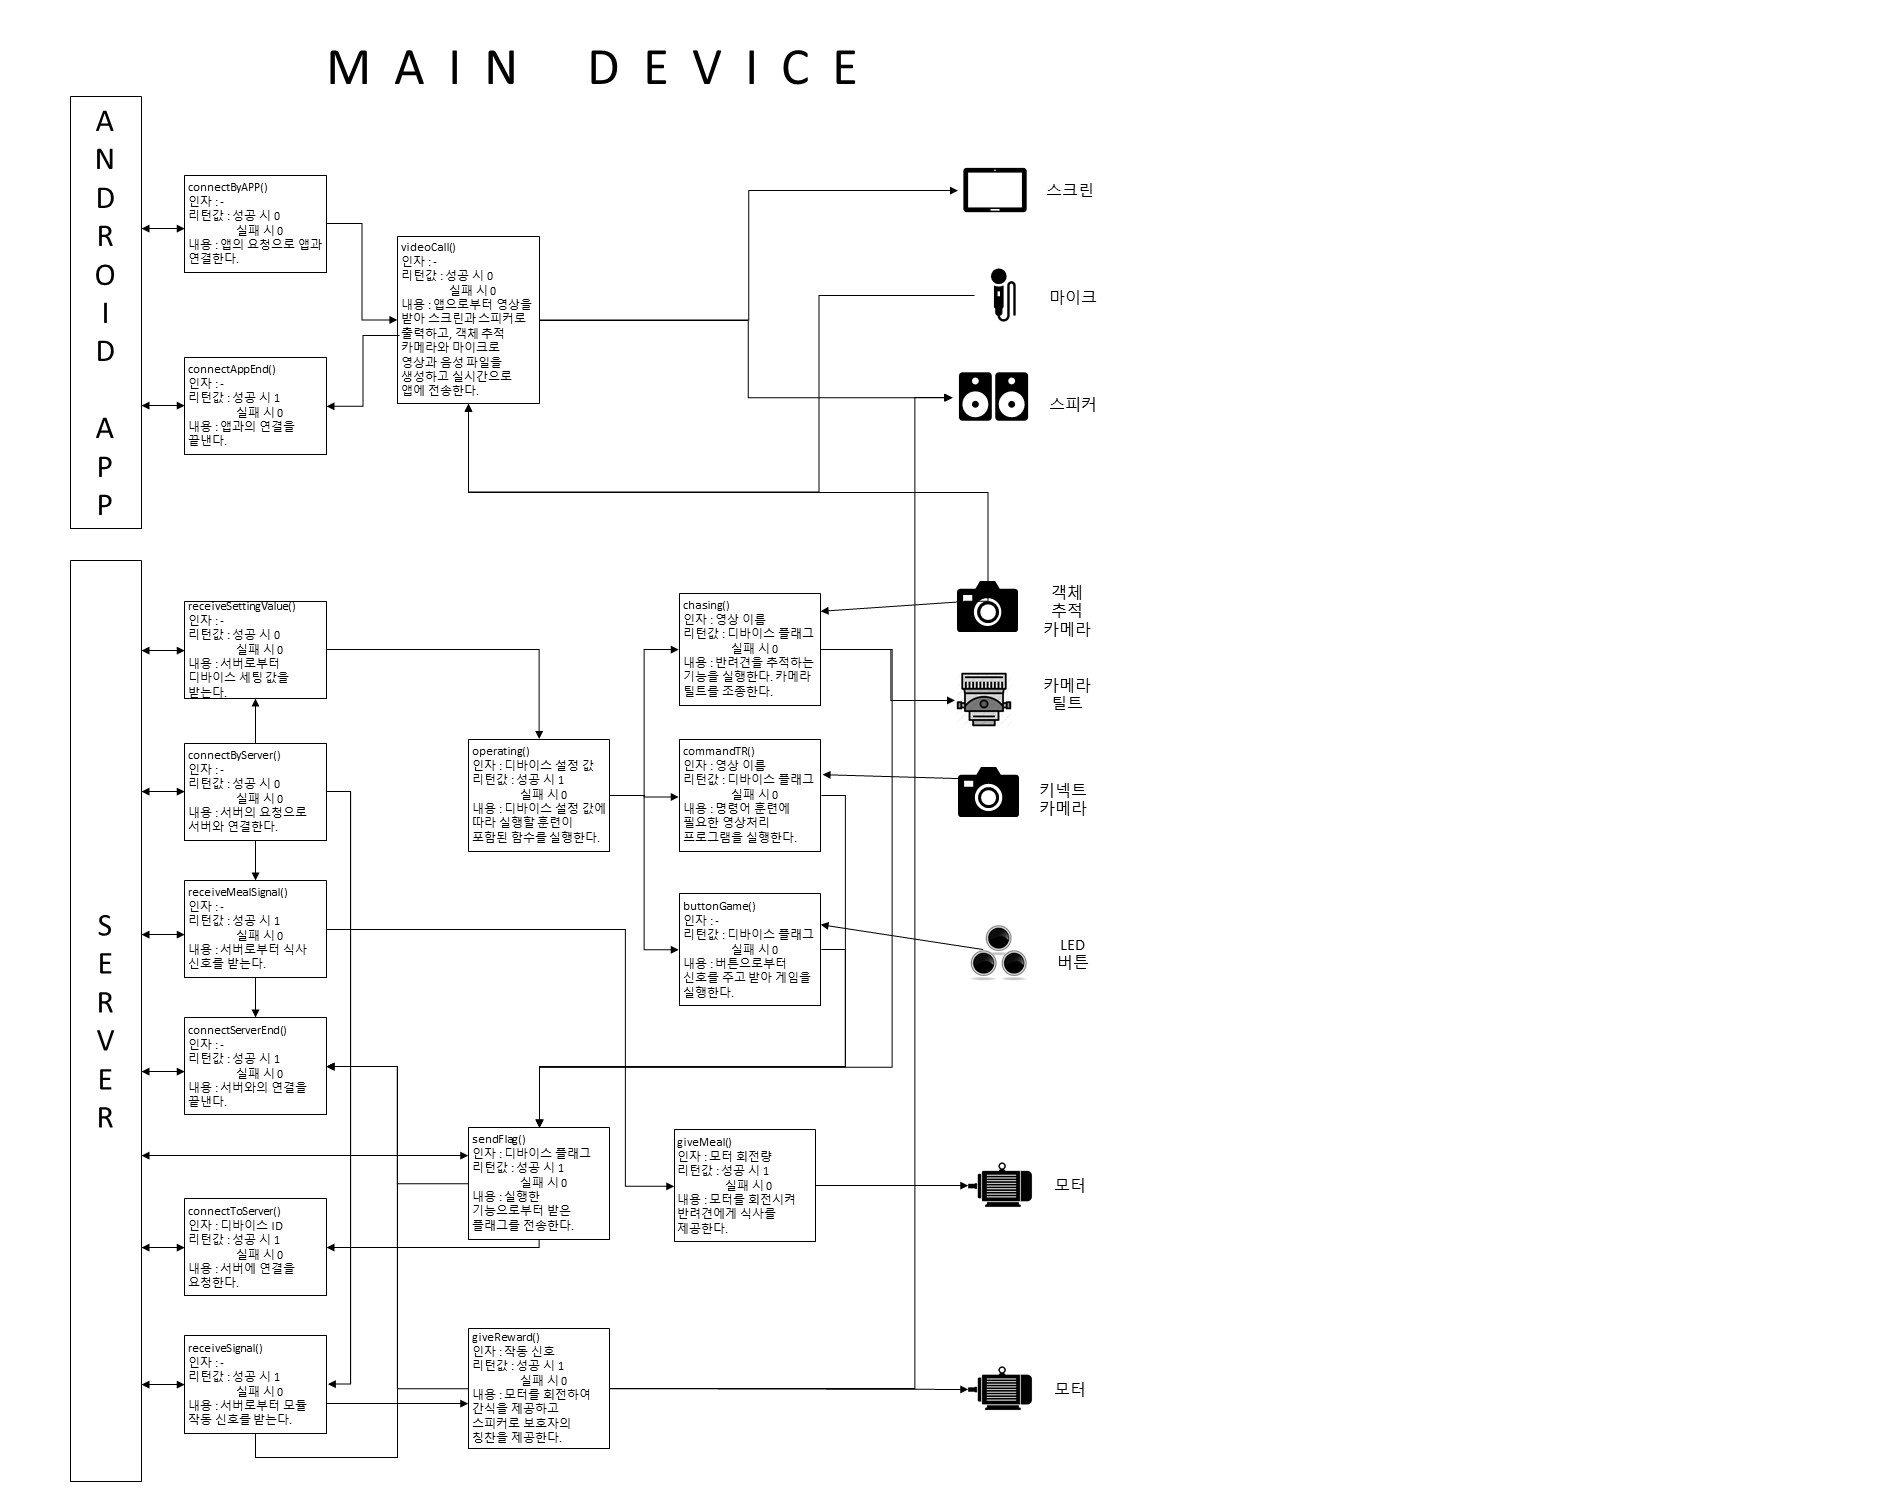 MAIN DEVICE
ANDROID APP
connectByAPP()
인자 : -
리턴값 : 성공 시 0
실패 시 0
내용 : 앱의 요청으로 앱과
연결한다.
videoCall()
인자 : -
리턴값 : 성공 시 0
실패 시 0
내용 : 앱으로부터 영상을
받아 스크린과 스피커로
출력하고, 객체 추적
카메라와 마이크로
영상과 음성 파일을
생성하고 실시간으로
앱에 전송한다.
connectAppEnd()
인자 : -
리턴값 : 성공 시 1
실패 시 0
내용 : 앱과의 연결을
끝낸다.
스크린
마이크
스피커
SERVER
receiveSettingValue()
인자 : -
리턴값 : 성공 시 0
실패 시 0
내용 : 서버로부터
디바이스 세팅 값을
받는다.
connectByServer()
인자 : -
리턴값 : 성공 시 0
실패 시 0
내용 : 서버의 요청으로
서버와 연결한다.
receiveMealSignal()
인자 : -
리턴값 : 성공 시 1
실패 시 0
내용 : 서버로부터 식사
신호를 받는다.
connectServerEnd()
인자 : -
리턴값 : 성공 시 1
실패 시 0
내용 : 서버와의 연결을
끝낸다.
connectToServer()
인자 : 디바이스 ID
리턴값 : 성공 시 1
실패 시 0
내용 : 서버에 연결을
요청한다.
receiveSignal()
인자 : -
리턴값 : 성공 시 1
실패 시 0
내용 : 서버로부터 모듈
작동 신호를 받는다.
operating()
인자 : 디바이스 설정 값
리턴값 : 성공 시 1
실패 시 0
내용 : 디바이스 설정 값에
따라 실행할 훈련이
포함된 함수를 실행한다.
sendFlag()
인자 : 디바이스 플래그
리턴값 : 성공 시 1
실패 시 0
내용 : 실행한
기능으로부터 받은
플래그를 전송한다.
giveReward()
인자 : 작동 신호
리턴값 : 성공 시 1
실패 시 0
내용 : 모터를 회전하여
간식을 제공하고
스피커로 보호자의
칭찬을 제공한다.
chasing()
인자 : 영상 이름
리턴값 : 디바이스 플래그
실패 시 0
내용 : 반려견을 추적하는
기능을 실행한다. 카메라
틸트를 조종한다.
commandTR()
인자 : 영상 이름
리턴값 : 디바이스 플래그
실패 시 0
내용 : 명령어 훈련에
필요한 영상처리
프로그램을 실행한다.
buttonGame()
인자 : -
리턴값 : 디바이스 플래그
실패 시 0
내용 : 버튼으로부터
신호를 주고 받아 게임을
실행한다.
giveMeal()
인자 : 모터 회전량
리턴값 : 성공 시 1
실패 시 0
내용 : 모터를 회전시켜
반려견에게 식사를
제공한다.
객체
추적
카메라
카메라
틸트
키넥트
카메라
LED
버튼
모터
모터